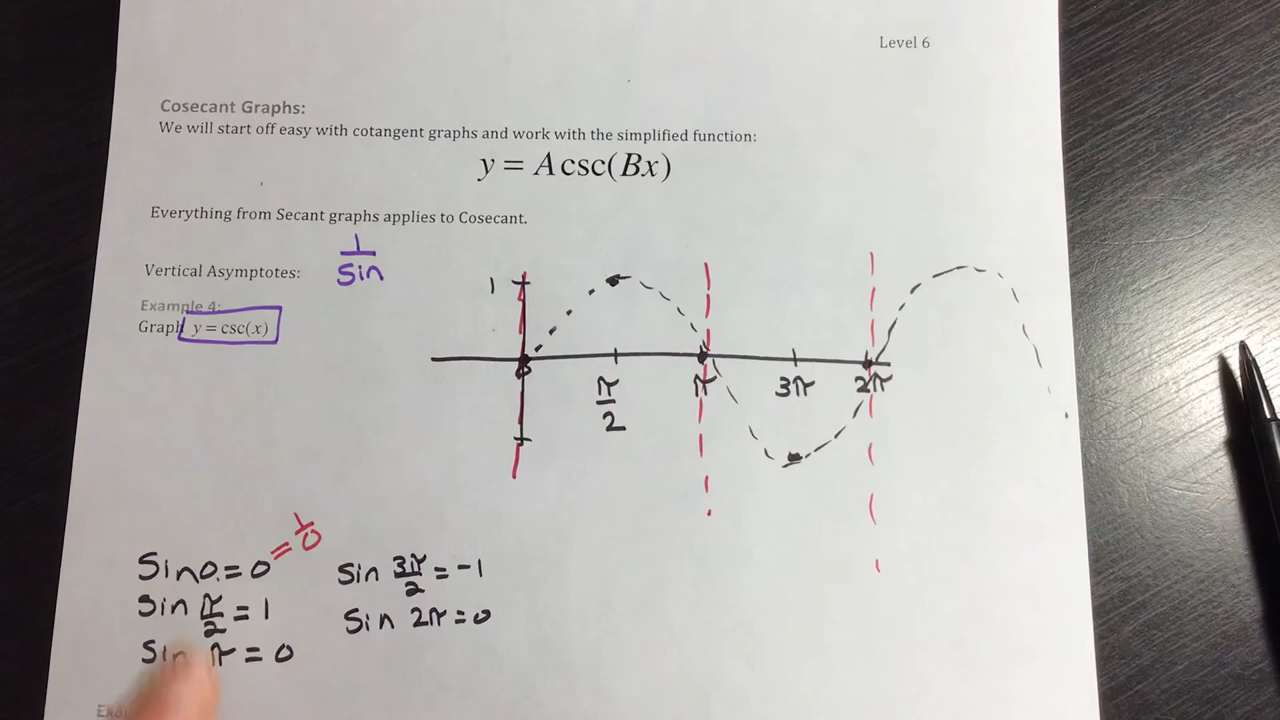 Level 6
Cosecant Graphs:
We will start off easy with cotangent graphs and work with the simplified function:
y = A csc(Bx)
Everything from Secant graphs applies to Cosecant.
Vertical Asymptotes:
1/Sin
Example 4:
Graph y = csc(x)
1
0 π/2 π 3π 2π
Sin 0 = 0 = 1/0
Sin π/2 = 1
Sin π = 0
Sin 3π/2 = -1
Sin 2π = 0